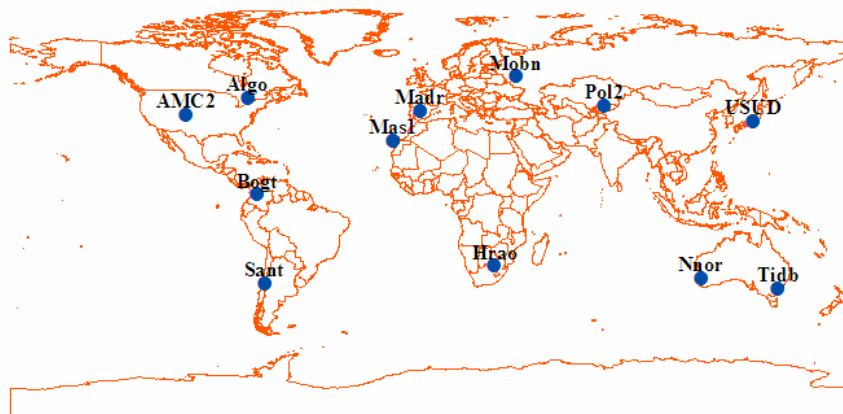 Mobn
Algo
Pol2
AMC2
Madr
USUD
Mas1
Bogt
Hrao
Sant
Nnor
Tidb